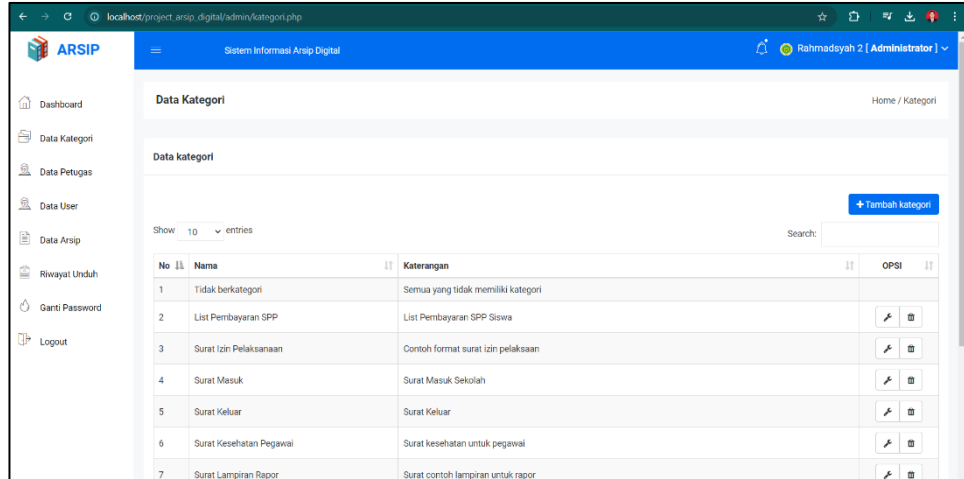 localhost/project_arsip_digital/admin/kategori.php
ARSIP
Sistem Informasi Arsip Digital
Rahmadsyah 2 [ Administrator ]
Dashboard
Data Kategori
Data Petugas
Data User
Data Arsip
Riwayat Unduh
Ganti Password
Logout
Data Kategori
Home / Kategori
Data kategori
+ Tambah kategori
Show 10 entries
Search:
No Nama Katerangan OPSI
1 Tidak berkategori Semua yang tidak memiliki kategori
2 List Pembayaran SPP List Pembayaran SPP Siswa
3 Surat Izin Pelaksanaan Contoh format surat izin pelaksaan
4 Surat Masuk Surat Masuk Sekolah
5 Surat Keluar Surat Keluar
6 Surat Kesehatan Pegawai Surat kesehatan untuk pegawai
7 Surat Lampiran Rapor Surat contoh lampiran untuk rapor